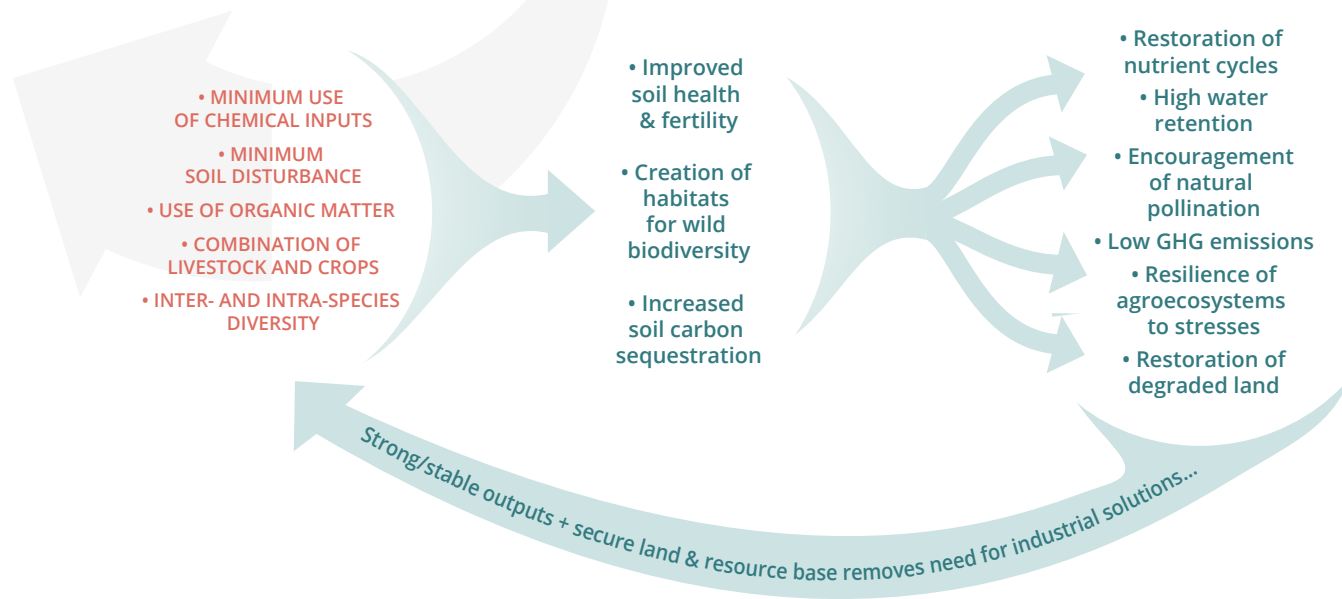 • MINIMUM USE
OF CHEMICAL INPUTS
• MINIMUM
SOIL DISTURBANCE
• USE OF ORGANIC MATTER
• COMBINATION OF
LIVESTOCK AND CROPS
• INTER- AND INTRA-SPECIES
DIVERSITY
• Improved
soil health
& fertility
• Creation of
habitats
for wild
biodiversity
• Increased
soil carbon
sequestration
• Restoration of
nutrient cycles
• High water
retention
• Encouragement
of natural
pollination
• Low GHG emissions
• Resilience of
agroecosystems
to stresses
• Restoration of
degraded land
Strong/stable outputs + secure land & resource base removes need for industrial solutions...